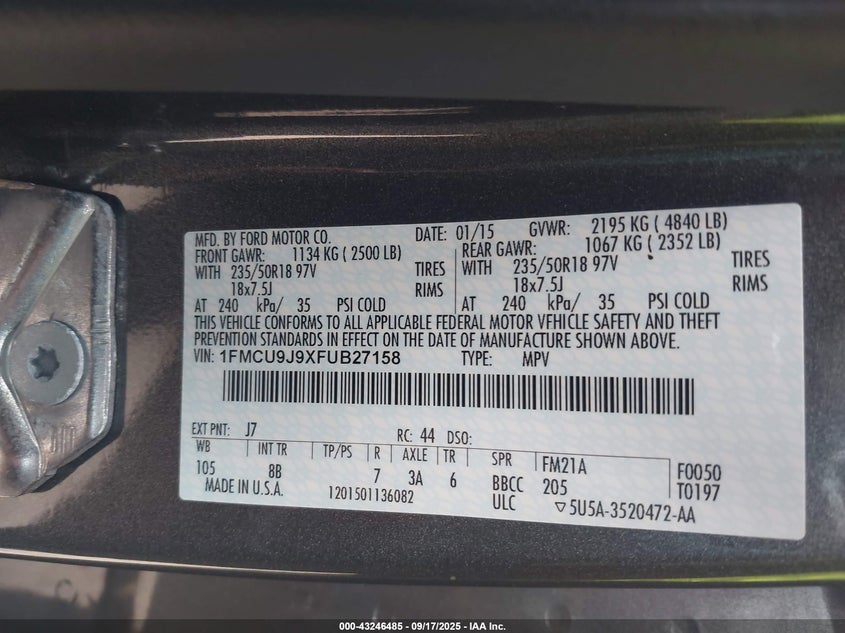 MFD. BY FORD MOTOR CO. DATE: 01/15 GVWR: 2195 KG ( 4840 LB)
FRONT GAWR: 1134 KG ( 2500 LB) REAR GAWR: 1067 KG ( 2352 LB)
WITH 235/50R18 97V TIRES WITH 235/50R18 97V TIRES
18x7.5J RIMS 18x7.5J RIMS
AT 240 kPa/ 35 PSI COLD AT 240 kPa/ 35 PSI COLD
THIS VEHICLE CONFORMS TO ALL APPLICABLE FEDERAL MOTOR VEHICLE SAFETY AND THEFT
PREVENTION STANDARDS IN EFFECT ON THE DATE OF MANUFACTURE SHOWN ABOVE.
VIN: 1FMCU9J9XFUB27158 TYPE: MPV
EXT PNT: J7 RC: 44 DSO:
WB INT TR TP/PS R AXLE TR SPR FM21A F0050
105 8B 7 3A 6 BBCC 205 T0197
MADE IN U.S.A. 1201501136082 ULC ▽5U5A-3520472-AA
000-43246485 - 09/17/2025 - IAA Inc.